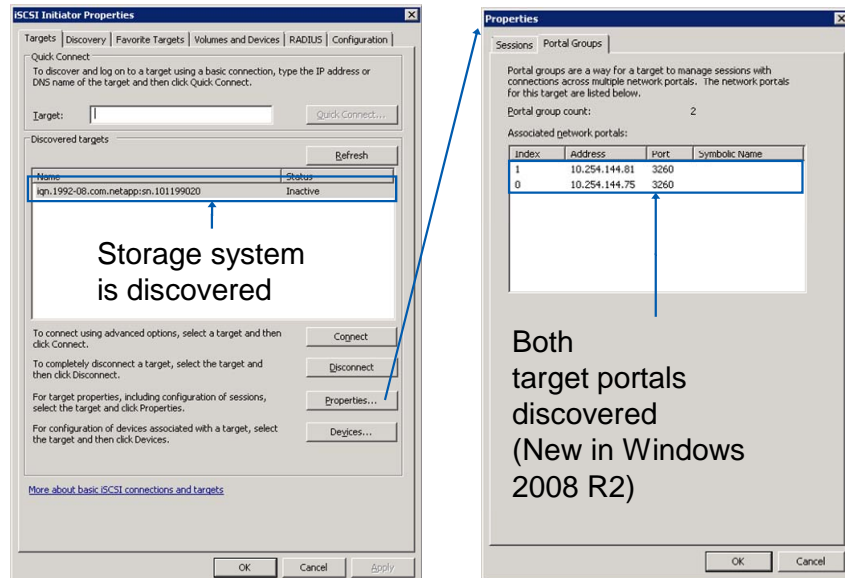 iSCSI Initiator Properties
Targets Discovery Favorite Targets Volumes and Devices RADIUS Configuration
Quick Connect
To discover and log on to a target using a basic connection, type the IP address or
DNS name of the target and then click Quick Connect.
Target:
Quick Connect...
Discovered targets
Refresh
Name Status
iqn.1992-08.com.netapp:sn.101199020 Inactive
Storage system
is discovered
To connect using advanced options, select a target and then
click Connect.
Connect
To completely disconnect a target, select the target and
then click Disconnect.
Disconnect
For target properties, including configuration of sessions,
select the target and click Properties.
Properties...
For configuration of devices associated with a target, select
the target and then click Devices.
Devices...
More about basic iSCSI connections and targets
OK Cancel Apply
Properties
Sessions Portal Groups
Portal groups are a way for a target to manage sessions with
connections across multiple network portals. The network portals
for this target are listed below.
Portal group count: 2
Associated network portals:
Index Address Port Symbolic Name
1 10.254.144.81 3260
0 10.254.144.75 3260
Both
target portals
discovered
(New in Windows
2008 R2)
OK Cancel